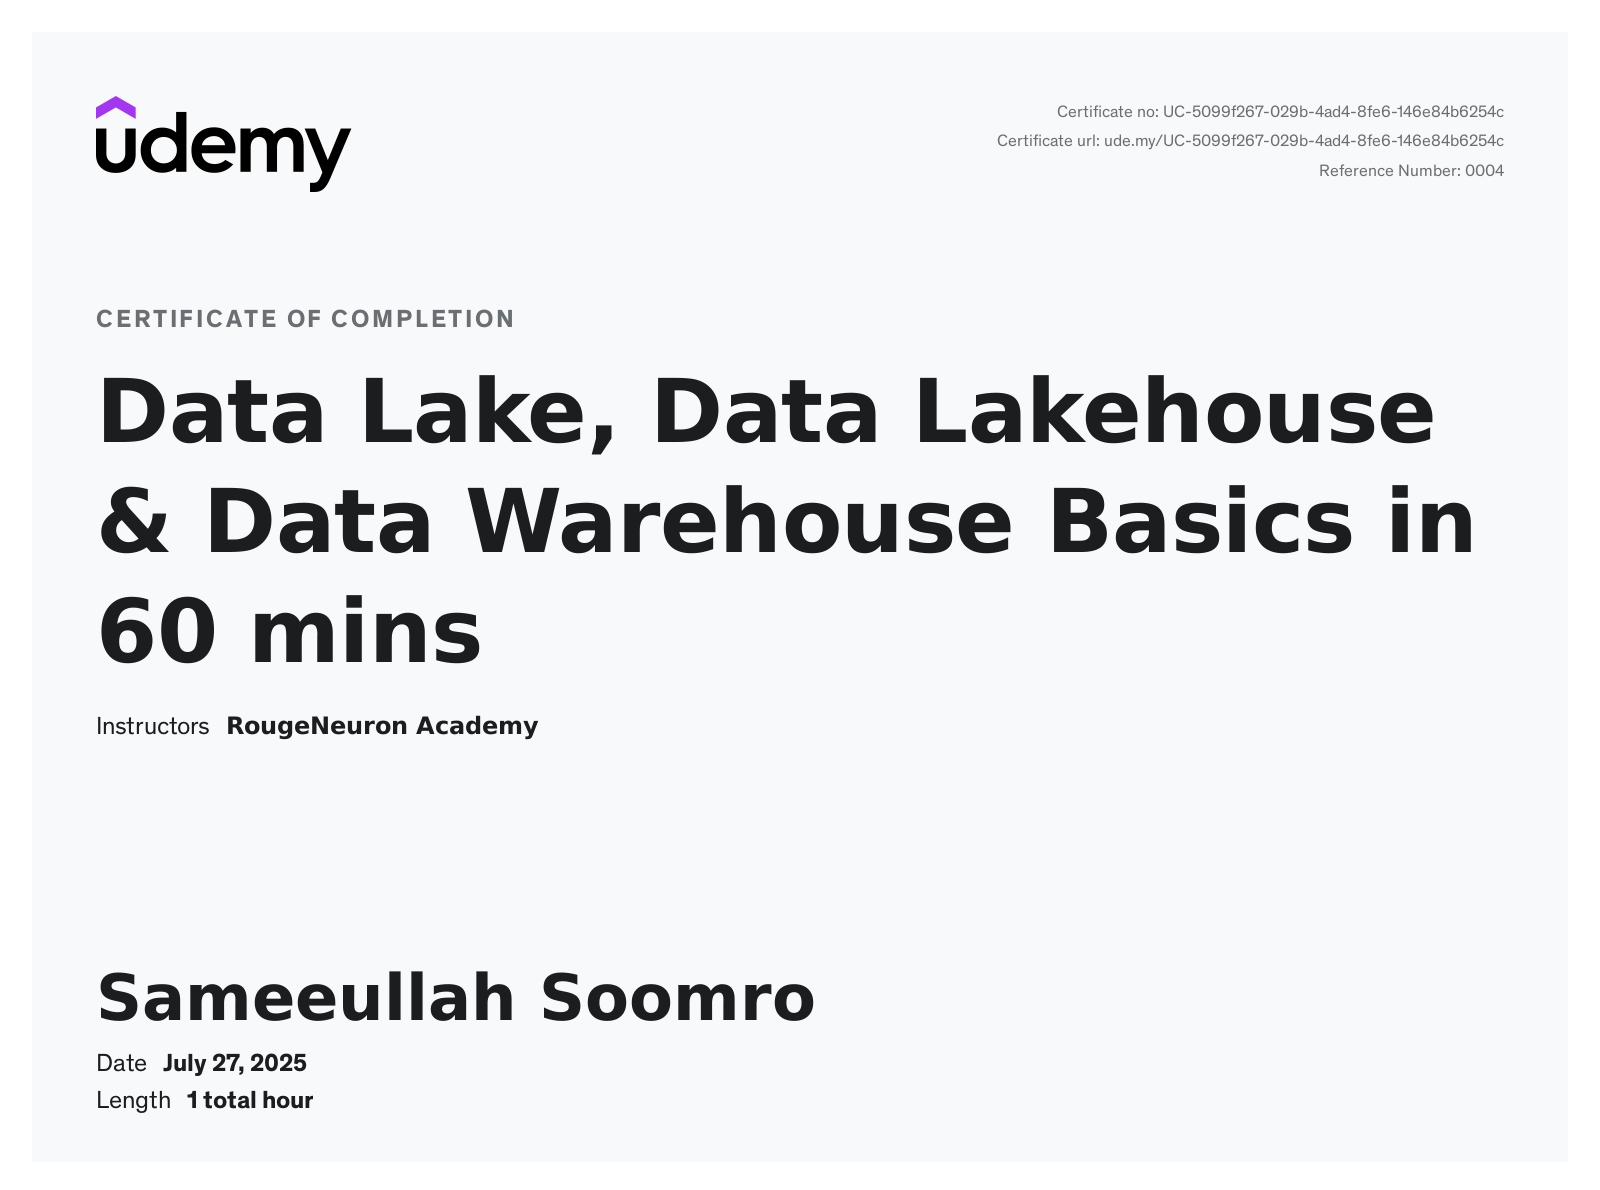 udemy
Certificate no: UC-5099f267-029b-4ad4-8fe6-146e84b6254c
Certificate url: ude.my/UC-5099f267-029b-4ad4-8fe6-146e84b6254c
Reference Number: 0004
CERTIFICATE OF COMPLETION
Data Lake, Data Lakehouse
& Data Warehouse Basics in
60 mins
Instructors RougeNeuron Academy
Sameeullah Soomro
Date July 27, 2025
Length 1 total hour